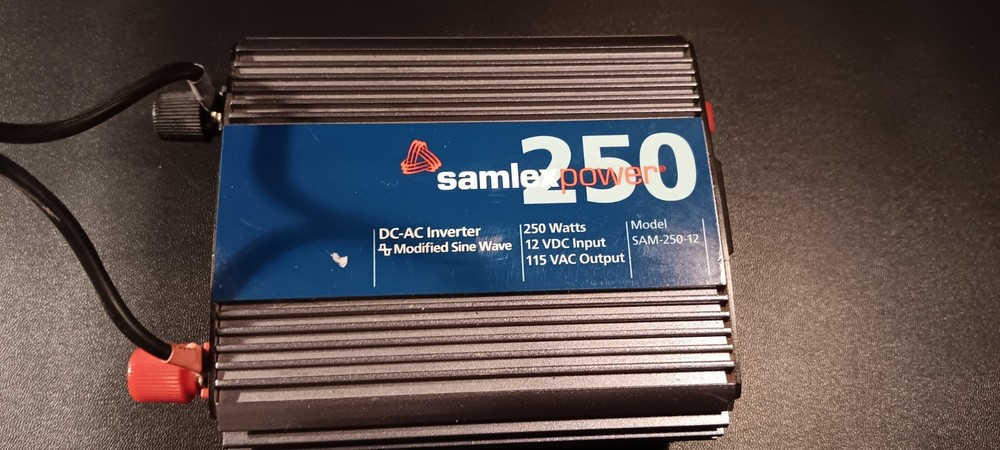 250
samlexpower®
DC-AC Inverter
Modified Sine Wave
250 Watts
12 VDC Input
115 VAC Output
Model
SAM-250-12